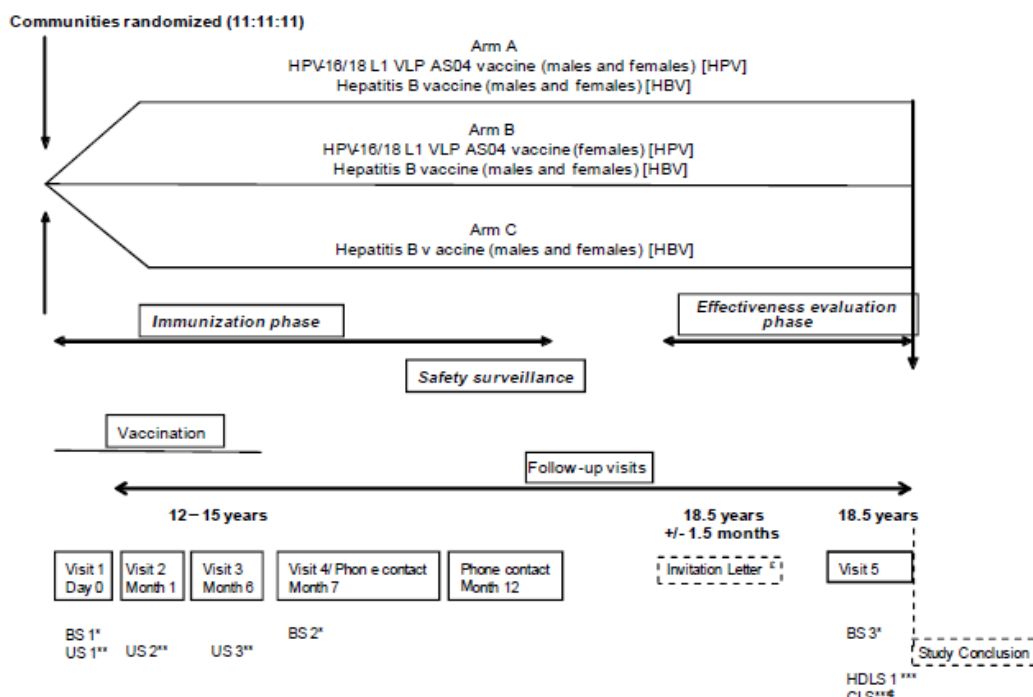 Communities randomized (11:11:11)
Arm A
HPV-16/18 L1 VLP AS04 vaccine (males and females) [HPV]
Hepatitis B vaccine (males and females) [HBV]
Arm B
HPV-16/18 L1 VLP AS04 vaccine (females) [HPV]
Hepatitis B vaccine (males and females) [HBV]
Arm C
Hepatitis B v accine (males and females) [HBV]
Immunization phase
Effectiveness evaluation
phase
Safety surveillance
Vaccination
Follow-up visits
12–15 years
18.5 years
+/- 1.5 months
18.5 years
Visit 1
Day 0
Visit 2
Month 1
Visit 3
Month 6
Visit 4/ Phon e contact
Month 7
Phone contact
Month 12
Invitation Letter £
Visit 5
BS 1*
US 1**
US 2**
US 3**
BS 2*
BS 3*
Study Conclusion
HDLS 1 ***
CLS**$